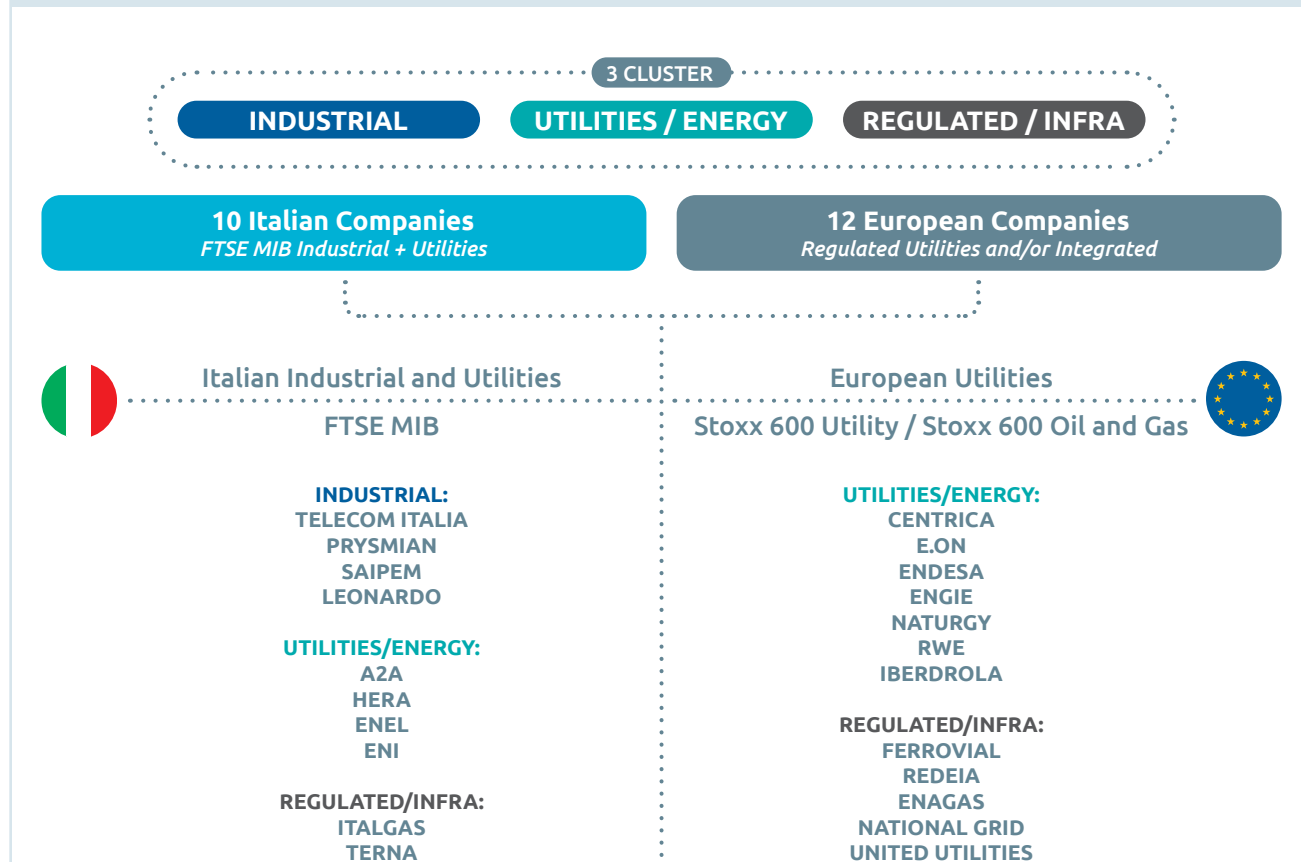 3 CLUSTER
INDUSTRIAL
UTILITIES / ENERGY
REGULATED / INFRA
10 Italian Companies
FTSE MIB Industrial + Utilities
12 European Companies
Regulated Utilities and/or Integrated
Italian Industrial and Utilities
FTSE MIB
INDUSTRIAL:
TELECOM ITALIA
PRYSMIAN
SAIPEM
LEONARDO
UTILITIES/ENERGY:
A2A
HERA
ENEL
ENI
REGULATED/INFRA:
ITALGAS
TERNA
European Utilities
Stoxx 600 Utility / Stoxx 600 Oil and Gas
UTILITIES/ENERGY:
CENTRICA
E.ON
ENDESA
ENGIE
NATURGY
RWE
IBERDROLA
REGULATED/INFRA:
FERROVIAL
REDEIA
ENAGAS
NATIONAL GRID
UNITED UTILITIES